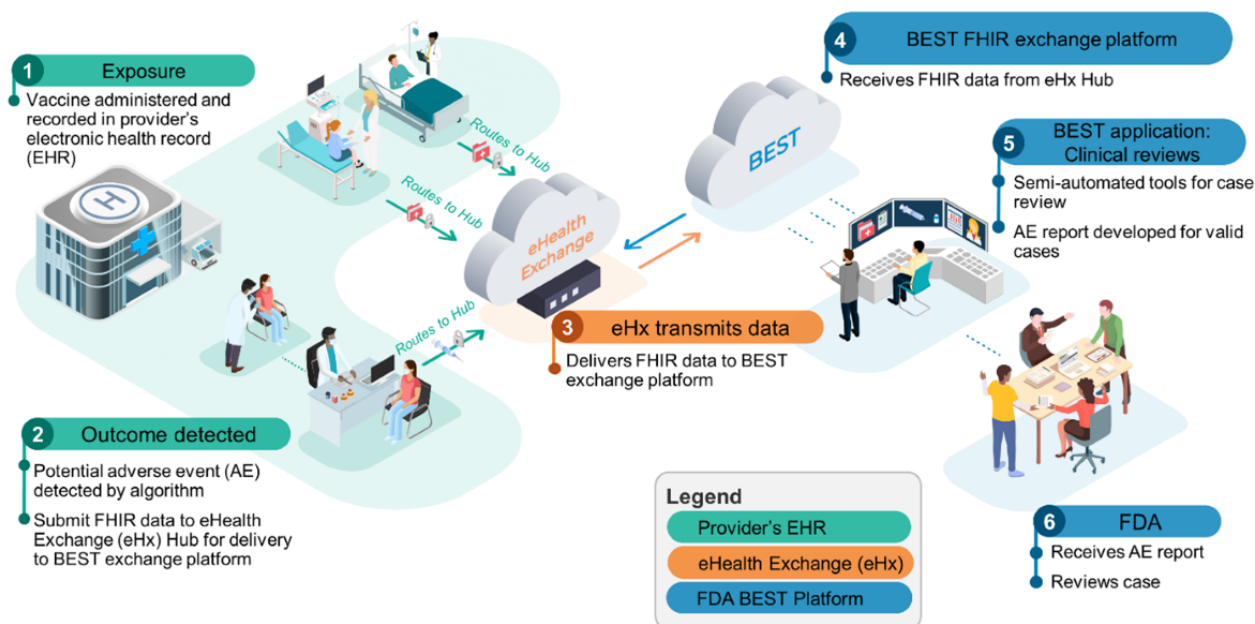 1 Exposure
Vaccine administered and
recorded in provider's
electronic health record
(EHR)
2 Outcome detected
Potential adverse event (AE)
detected by algorithm
Submit FHIR data to eHealth
Exchange (eHx) Hub for delivery
to BEST exchange platform
Routes to Hub
Routes to Hub
Routes to Hub
eHealth
Exchange
3 eHx transmits data
Delivers FHIR data to BEST
exchange platform
BEST
4 BEST FHIR exchange platform
Receives FHIR data from eHx Hub
5 BEST application:
Clinical reviews
Semi-automated tools for case
review
AE report developed for valid
cases
6 FDA
Receives AE report
Reviews case
Legend
Provider's EHR
eHealth Exchange (eHx)
FDA BEST Platform
H